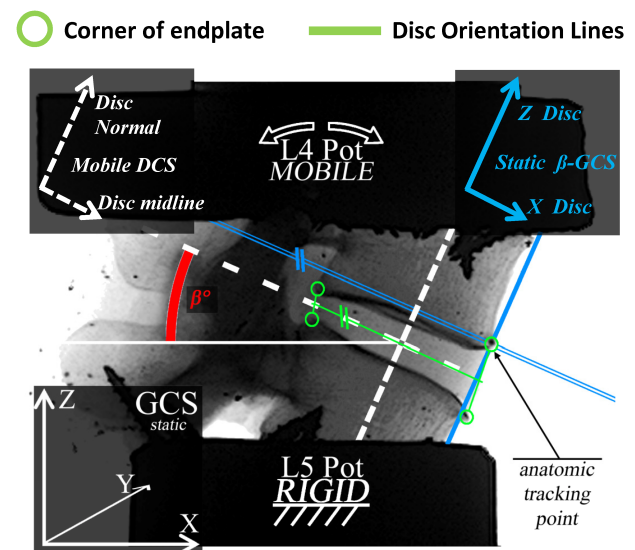 Corner of endplate
Disc Orientation Lines
Disc
Normal
Mobile DCS
Disc midline
L4 Pot
MOBILE
Z Disc
Static ß-GCS
X Disc
β°
GCS
static
Z
Y
X
L5 Pot
RIGID
anatomic
tracking
point